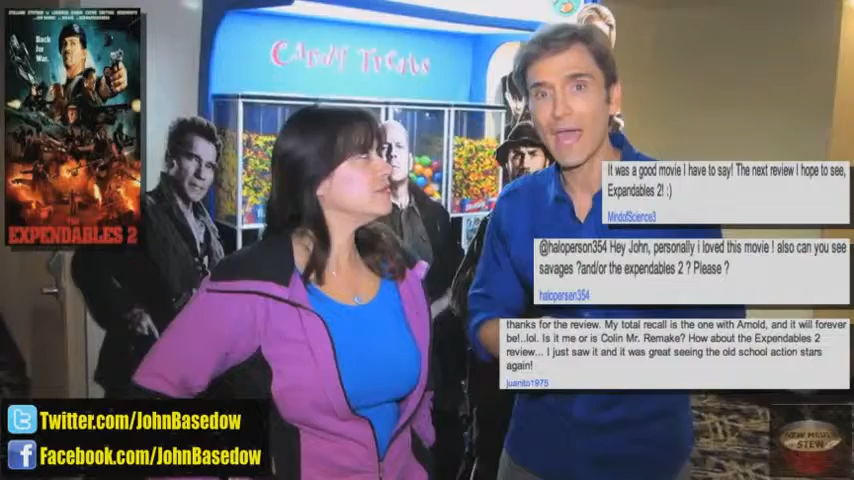 Back
for
War.
THE
EXPENDABLES 2
CANDY TREATS
It was a good movie I have to say! The next review I hope to see,
Expandables 2! :)
MindofScience3
@haloperson354 Hey John, personally i loved this movie ! also can you see
savages ?and/or the expendables 2 ? Please ?
haloperson354
thanks for the review. My total recall is the one with Arnold, and it will forever
be!..lol. Is it me or is Colin Mr. Remake? How about the Expendables 2
review... I just saw it and it was great seeing the old school action stars
again!
juanito1975
Twitter.com/JohnBasedow
Facebook.com/JohnBasedow
NEW MEDIA
STEW